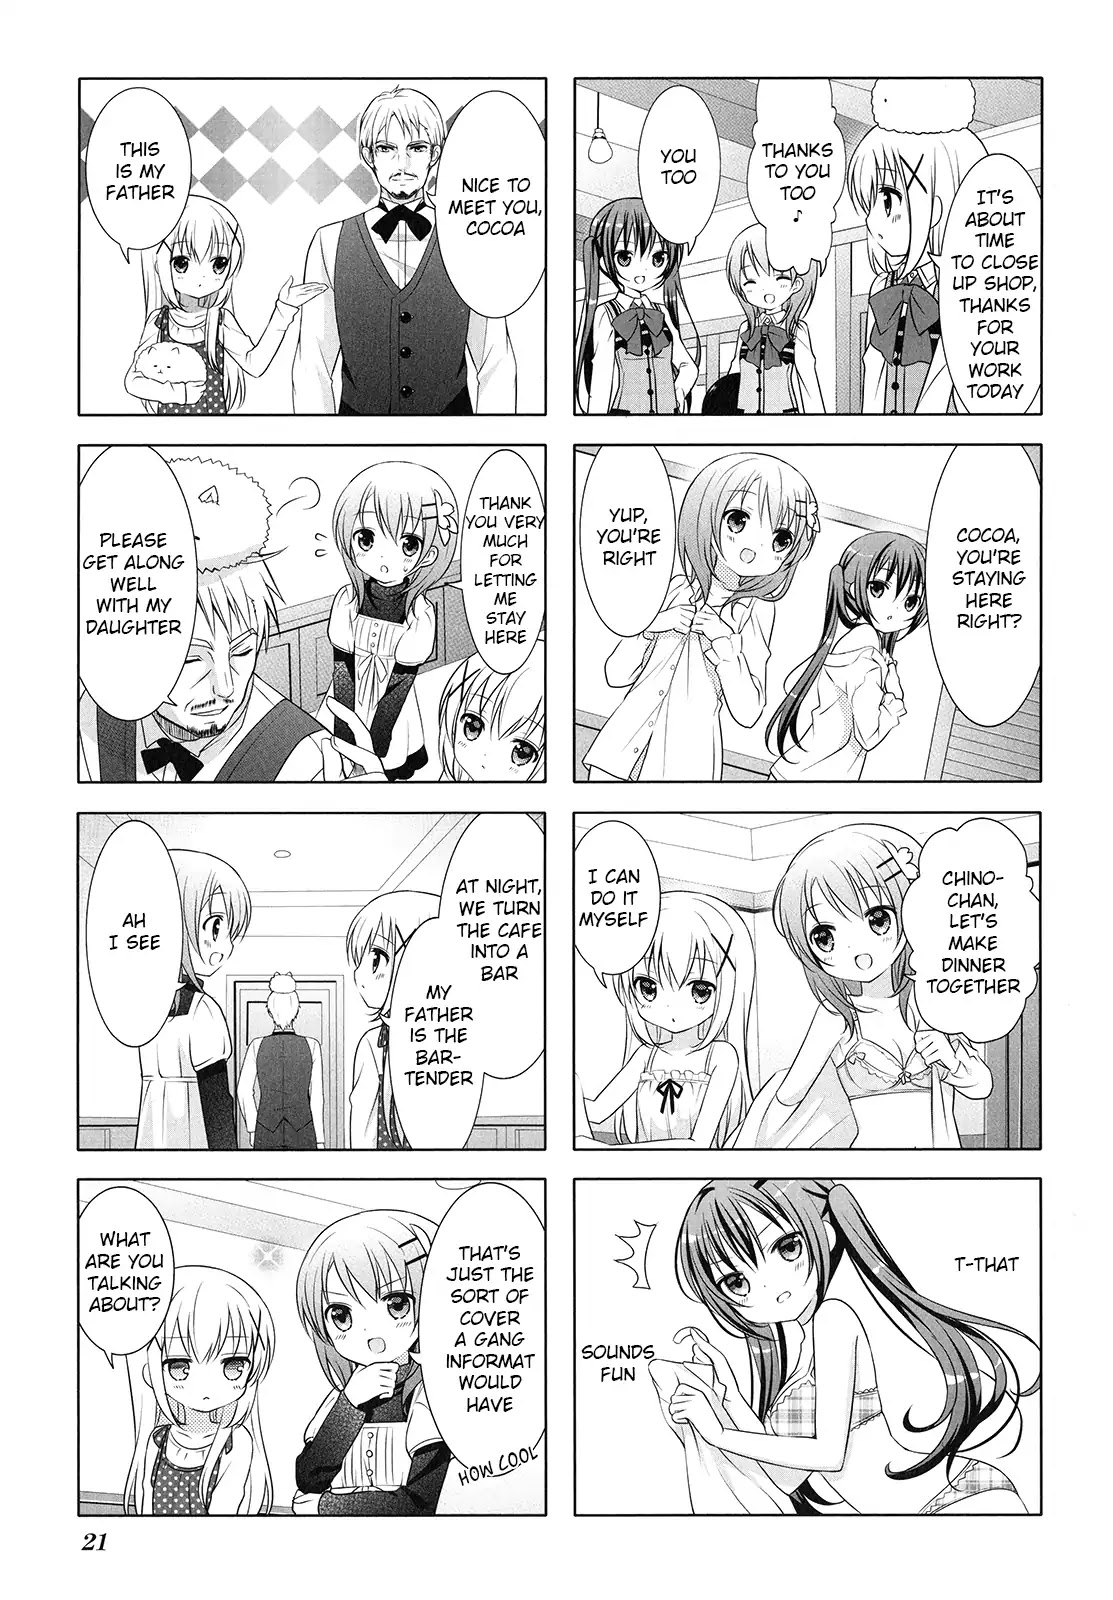 IT'S
ABOUT
TIME
TO CLOSE
UP SHOP,
THANKS
FOR
YOUR
WORK
TODAY
THANKS
TO YOU
TOO
♪
YOU
TOO
COCOA,
YOU'RE
STAYING
HERE
RIGHT?
YUP,
YOU'RE
RIGHT
CHINO-
CHAN,
LET'S
MAKE
DINNER
TOGETHER
I CAN
DO IT
MYSELF
T-THAT
SOUNDS
FUN
NICE TO
MEET YOU,
COCOA
THIS
IS MY
FATHER
THANK
YOU VERY
MUCH
FOR
LETTING
ME
STAY
HERE
PLEASE
GET ALONG
WELL
WITH MY
DAUGHTER
AT NIGHT,
WE TURN
THE CAFE
INTO A
BAR
MY
FATHER
IS THE
BAR-
TENDER
AH
I SEE
THAT'S
JUST THE
SORT OF
COVER
A GANG
INFORMAT
WOULD
HAVE
HOW COOL
WHAT
ARE YOU
TALKING
ABOUT?
21